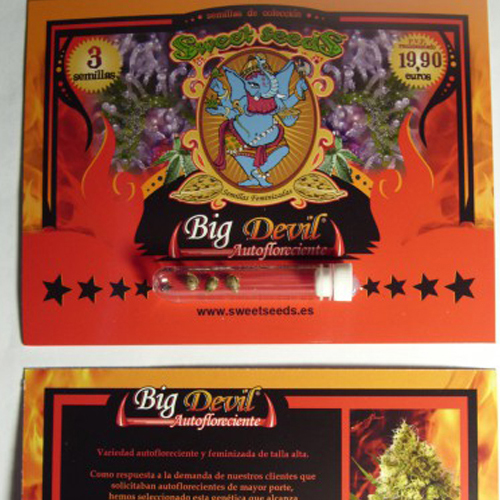 semillas de colección
Sweet seeds
3
semillas
19,90
euros
Semillas Feminizadas
Big Devil
Autofloreciente
www.sweetseeds.es
Big Devil
Autofloreciente
Variedad autofloreciente y feminizada de talla alta.
Como respuesta a la demanda de nuestros clientes que
solicitaban autoflorecientes de mayor porte,
hemos seleccionado esta genética que alcanza